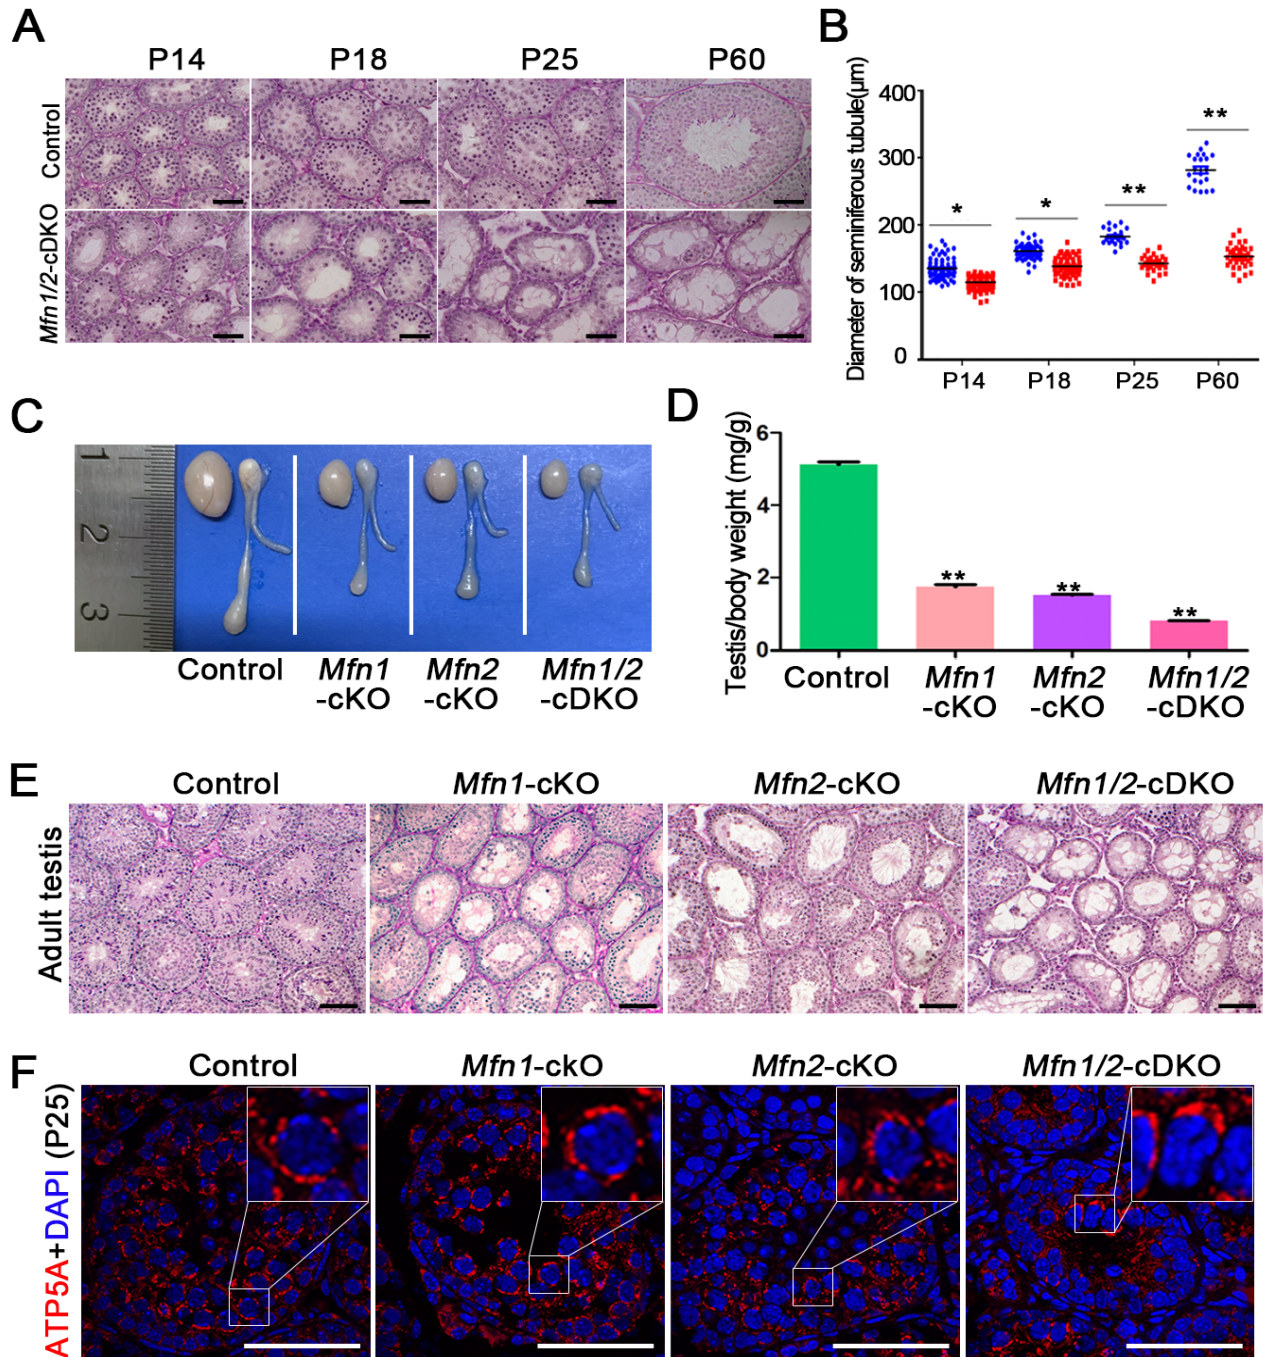 A
P14 P18 P25 P60
Control
Mfn1/2-cDKO
B
Diameter of seminiferous tubule(μm)
400
300
200
100
0
* * ** **
P14 P18 P25 P60
C
1
2
3
Control Mfn1 Mfn2 Mfn1/2
-cKO -cKO -cDKO
D
Testis/body weight (mg/g)
6
4
2
0
** ** **
Control Mfn1 Mfn2 Mfn1/2
-cKO -cKO -cDKO
E
Control Mfn1-cKO Mfn2-cKO Mfn1/2-cDKO
Adult testis
F
Control Mfn1-ckO Mfn2-cKO Mfn1/2-cDKO
ATP5A+DAPI (P25)